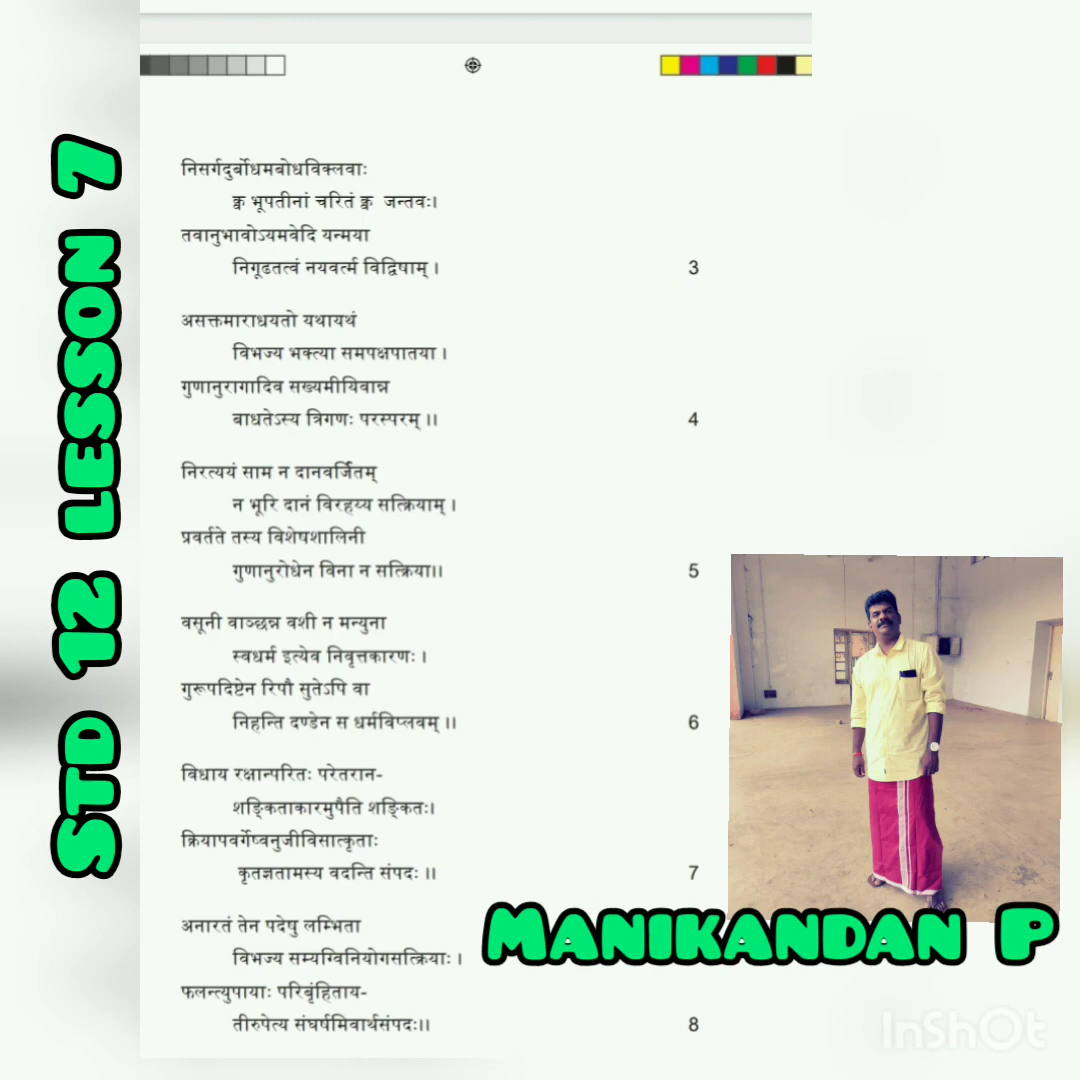 STD 12 LESSON 7
निसर्गदुर्बोधमबोधविक्लवाः
क्व भूपतीनां चरितं क्व जन्तवः।
तवानुभावोऽयमवेदि यन्मया
निगूढतत्वं नयवर्त्म विद्विषाम् । 3
असक्तमाराधयतो यथायथं
विभज्य भक्त्या समपक्षपातया ।
गुणानुरागादिव सख्यमीयिवान्न
बाधतेऽस्य त्रिगणः परस्परम् ।। 4
निरत्ययं साम न दानवर्जितम्
न भूरि दानं विरहय्य सत्क्रियाम् ।
प्रवर्तते तस्य विशेषशालिनी
गुणानुरोधेन विना न सत्क्रिया।। 5
वसूनी वाञ्छन्न वशी न मन्युना
स्वधर्म इत्येव निवृत्तकारणः ।
गुरूपदिष्टेन रिपौ सुतेऽपि वा
निहन्ति दण्डेन स धर्मविप्लवम् ।। 6
विधाय रक्षान्परितः परेतरान-
शङ्किताकारमुपैति शङ्कितः।
क्रियापवर्गेष्वनुजीविसात्कृताः
कृतज्ञतामस्य वदन्ति संपदः ।। 7
अनारतं तेन पदेषु लम्भिता
विभज्य सम्यग्विनियोगसत्क्रियाः ।
फलन्त्युपायाः परिबृंहिताय-
तीरुपेत्य संघर्षमिवार्थसंपदः।। 8
MANIKANDAN P
InShOt